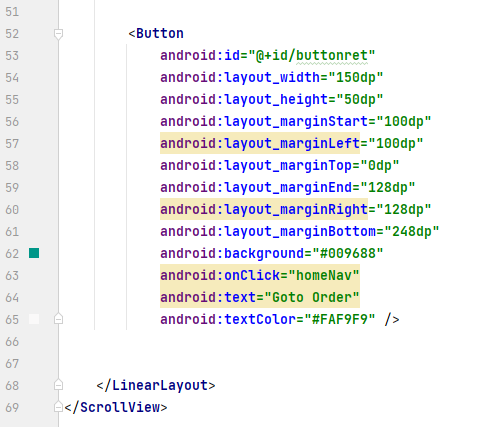 51
52 <Button
53 android:id="@+id/buttonret"
54 android:layout_width="150dp"
55 android:layout_height="50dp"
56 android:layout_marginStart="100dp"
57 android:layout_marginLeft="100dp"
58 android:layout_marginTop="0dp"
59 android:layout_marginEnd="128dp"
60 android:layout_marginRight="128dp"
61 android:layout_marginBottom="248dp"
62 android:background="#009688"
63 android:onClick="homeNav"
64 android:text="Goto Order"
65 android:textColor="#FAF9F9" />
66
67
68 </LinearLayout>
69 </ScrollView>